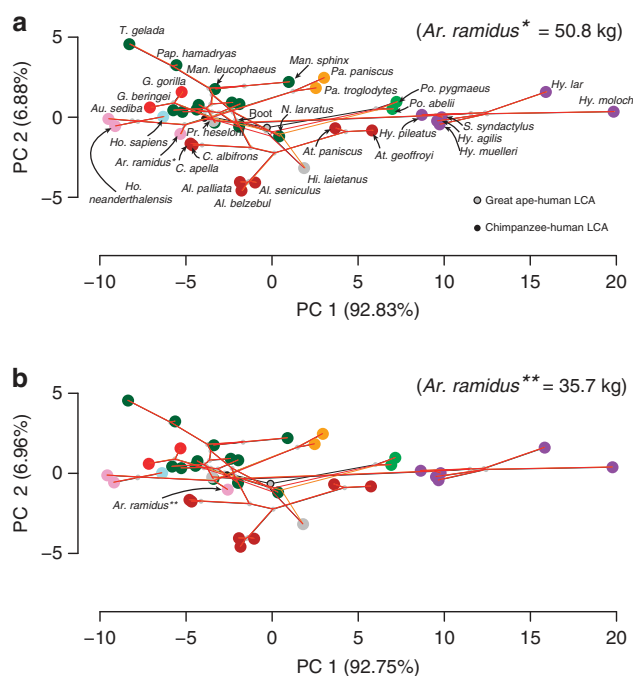 a
(Ar. ramidus* = 50.8 kg)
T. gelada
Pap. hamadryas
Man. sphinx
Man. leucophaeus
Pa. paniscus
G. gorilla
Pa. troglodytes
G. beringei
Po. pygmaeus
Hy. lar
Au. sediba
Root
N. larvatus
Po. abelii
Hy. moloch
Pr. heseloni
Ho. sapiens
Hy. pileatus
S. syndactylus
Ar. ramidus*
C. albifrons
At. paniscus
Hy. agilis
C. apella
At. geoffroyi
Hy. muelleri
Ho.
neanderthalensis
Al. palliata
Al. seniculus
Hi. laietanus
Al. belzebul
Great ape-human LCA
Chimpanzee-human LCA
PC 2 (6.88%)
5
0
−5
−10 −5 0 5 10 15 20
PC 1 (92.83%)
b
(Ar. ramidus** = 35.7 kg)
Ar. ramidus**
PC 2 (6.96%)
5
0
−5
−10 −5 0 5 10 15 20
PC 1 (92.75%)